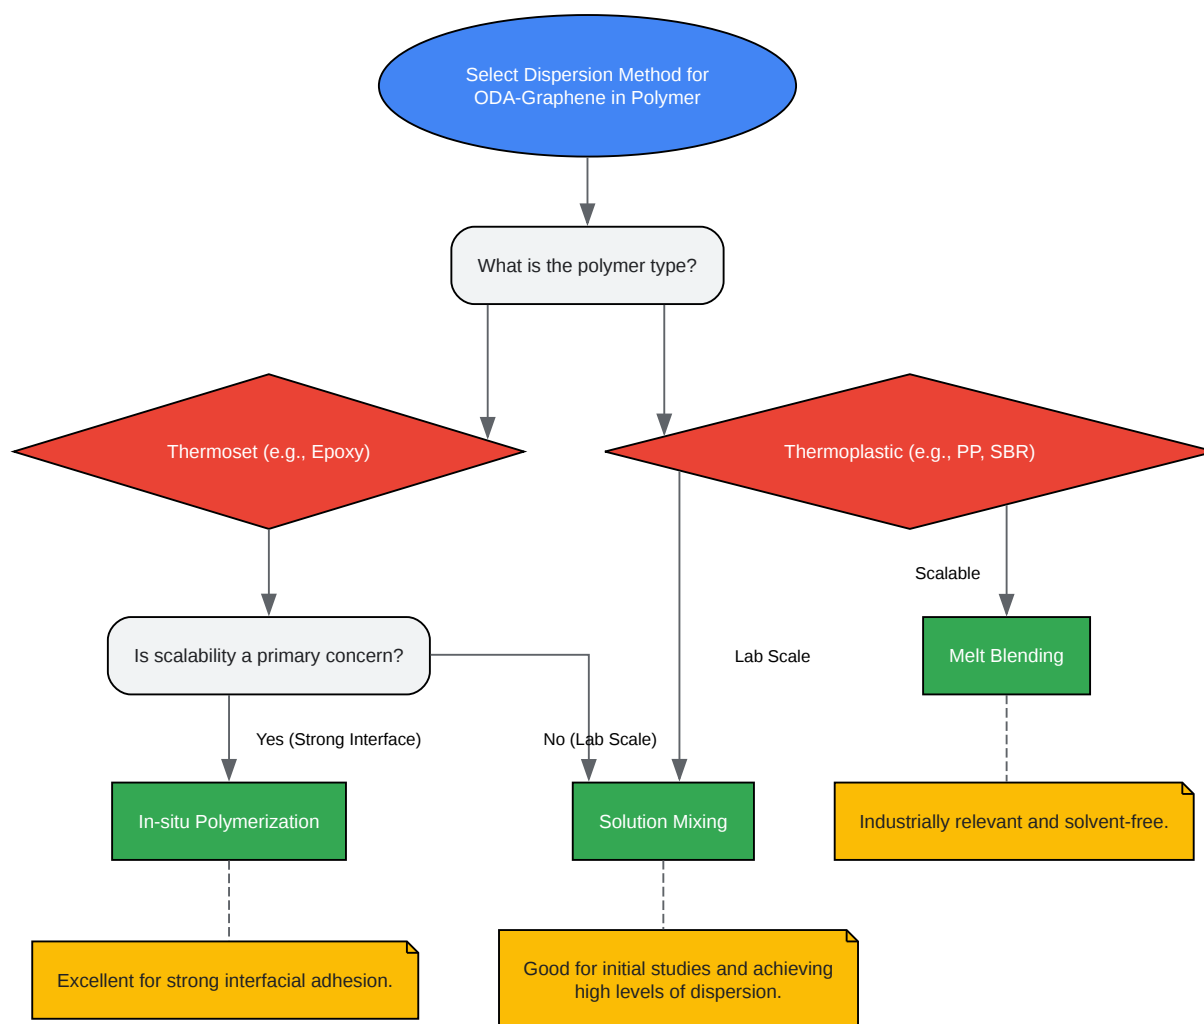 Select Dispersion Method for
ODA-Graphene in Polymer
What is the polymer type?
Thermoset (e.g., Epoxy)
Thermoplastic (e.g., PP, SBR)
Scalable
Is scalability a primary concern?
Lab Scale
Melt Blending
Yes (Strong Interface)
No (Lab Scale)
In-situ Polymerization
Solution Mixing
Industrially relevant and solvent-free.
Excellent for strong interfacial adhesion.
Good for initial studies and achieving
high levels of dispersion.